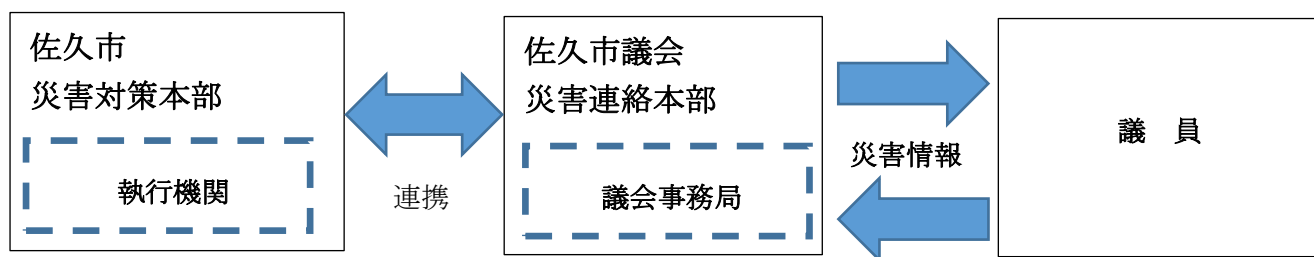 佐久市
災害対策本部
執行機関
連携
佐久市議会
災害連絡本部
議会事務局
災害情報
議　員